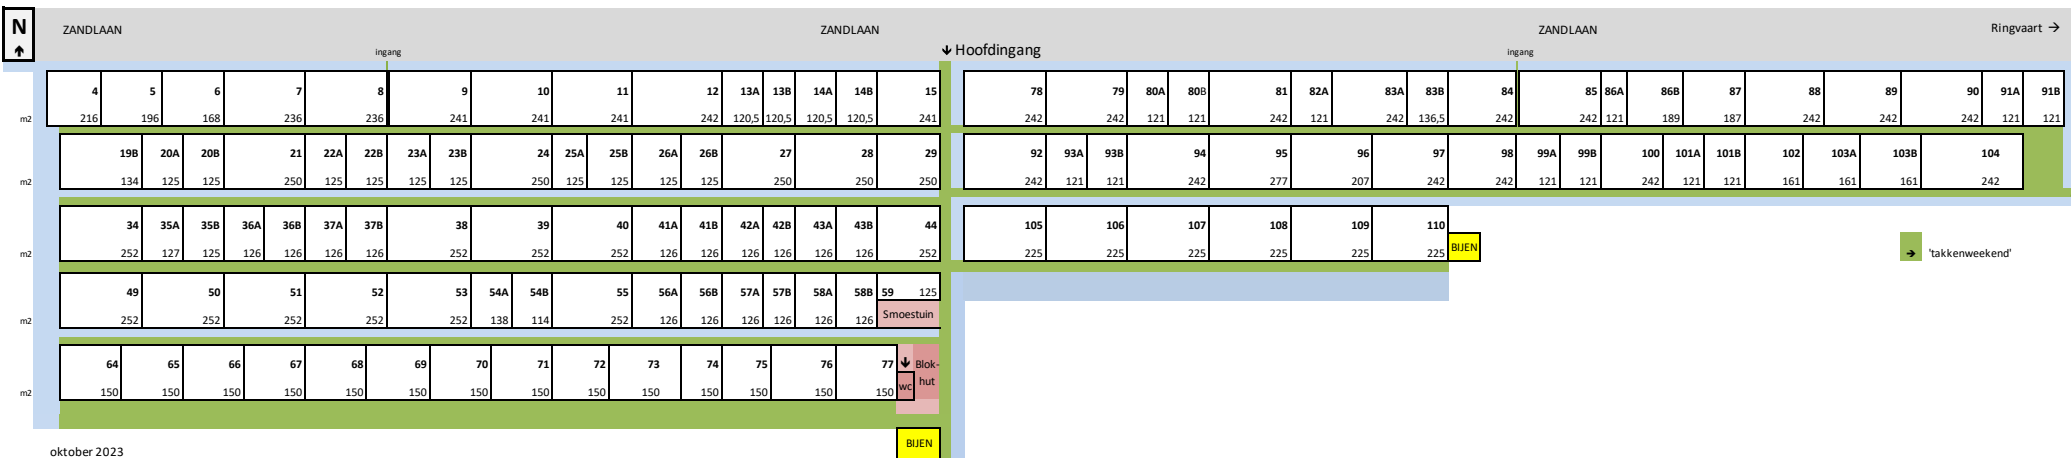 N
ZANDLAAN ZANDLAAN ZANDLAAN Ringvaart →
ingang ↓ Hoofdingang ingang
4 5 6 7 8 9 10 11 12 13A 13B 14A 14B 15 78 79 80A 80B 81 82A 83A 83B 84 85 86A 86B 87 88 89 90 91A 91B
m2 216 196 168 236 236 241 241 241 242 120,5 120,5 120,5 120,5 241 242 242 121 121 242 121 242 136,5 242 242 121 189 187 242 242 242 121 121
19B 20A 20B 21 22A 22B 23A 23B 24 25A 25B 26A 26B 27 28 29 92 93A 93B 94 95 96 97 98 99A 99B 100 101A 101B 102 103A 103B 104
m2 134 125 125 250 125 125 125 125 250 125 125 125 125 250 250 250 242 121 121 242 277 207 242 242 121 121 242 121 121 161 161 161 242
34 35A 35B 36A 36B 37A 37B 38 39 40 41A 41B 42A 42B 43A 43B 44 105 106 107 108 109 110
m2 252 127 125 126 126 126 126 252 252 252 126 126 126 126 126 126 252 225 225 225 225 225 225 BIJEN → 'takkenweekend'
49 50 51 52 53 54A 54B 55 56A 56B 57A 57B 58A 58B 59 125
m2 252 252 252 252 252 138 114 252 126 126 126 126 126 126 Smoestuin
64 65 66 67 68 69 70 71 72 73 74 75 76 77 ↓ Blok-
hut
m2 150 150 150 150 150 150 150 150 150 150 150 150 150 150 wc
BIJEN
oktober 2023